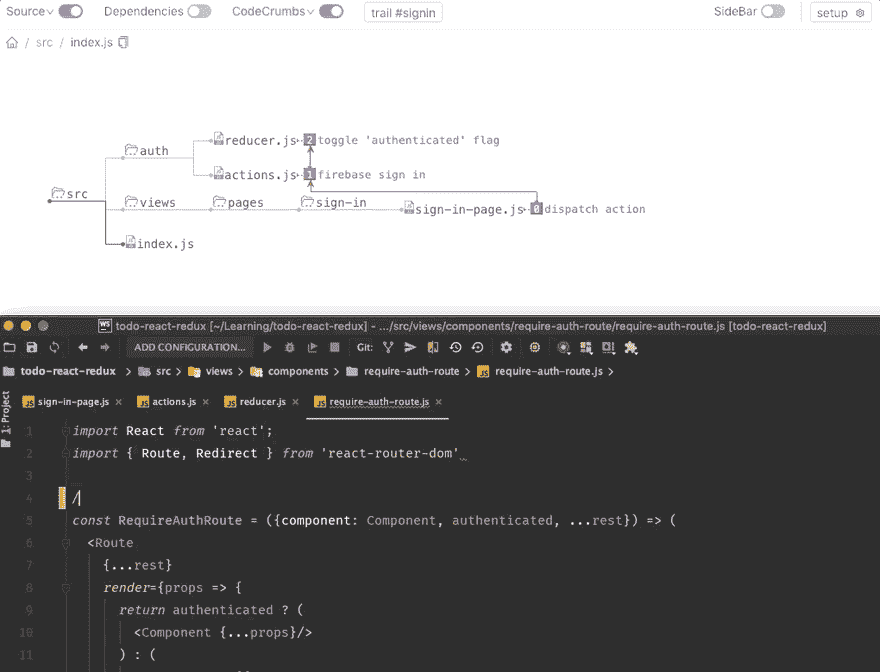 Source Dependencies CodeCrumbs trail #signin SideBar setup
/ src / index.js
reducer.js 2 toggle 'authenticated' flag
auth
actions.js 1 firebase sign in
src
views pages sign-in sign-in-page.js 0 dispatch action
index.js
WS todo-react-redux [~/Learning/todo-react-redux] - .../src/views/components/require-auth-route/require-auth-route.js [todo-react-redux]
ADD CONFIGURATION... Git:
todo-react-redux > src > views > components > require-auth-route > JS require-auth-route.js >
1: Project
JS sign-in-page.js × JS actions.js × JS reducer.js × JS require-auth-route.js ×
1 import React from 'react';
2 import { Route, Redirect } from 'react-router-dom'
3
4 /
5 const RequireAuthRoute = ({component: Component, authenticated, ...rest}) => (
6 <Route
7 {...rest}
8 render={props => {
9 return authenticated ? (
10 <Component {...props}/>
11 ) : (